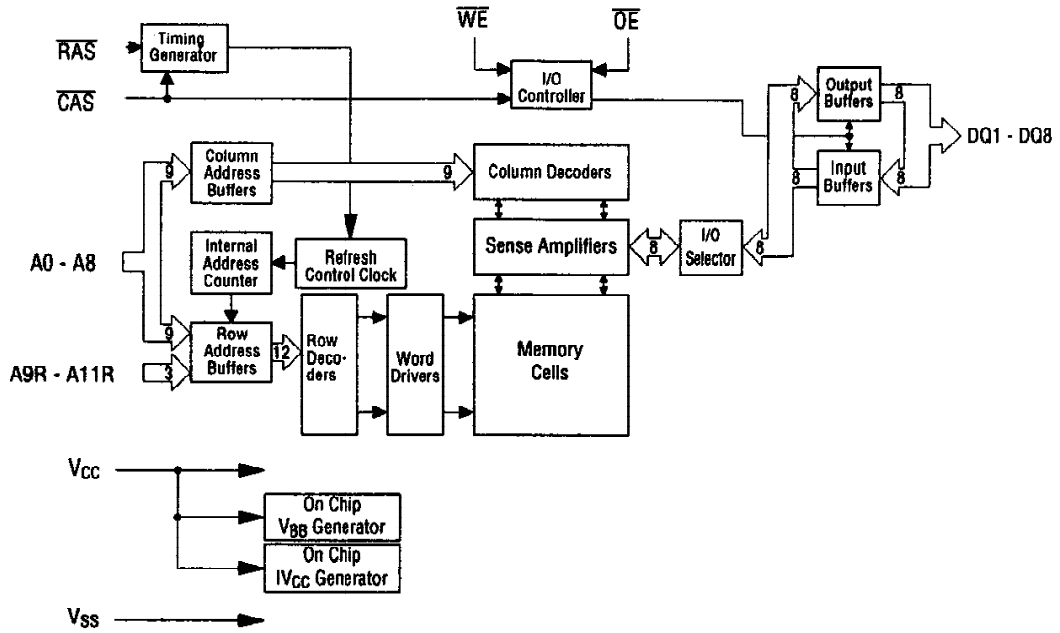 WE
OE
RAS
Timing
Generator
CAS
I/O
Controller
8
Output
Buffers
8
DQ1 - DQ8
8
Input
Buffers
8
9
Column
Address
Buffers
9
Column Decoders
A0 - A8
Internal
Address
Counter
Refresh
Control Clock
Sense Amplifiers
8
I/O
Selector
8
9
Row
Address
Buffers
12
Row
Deco-
ders
Word
Drivers
Memory
Cells
A9R - A11R
3
VCC
On Chip
VBB Generator
On Chip
IVCC Generator
VSS